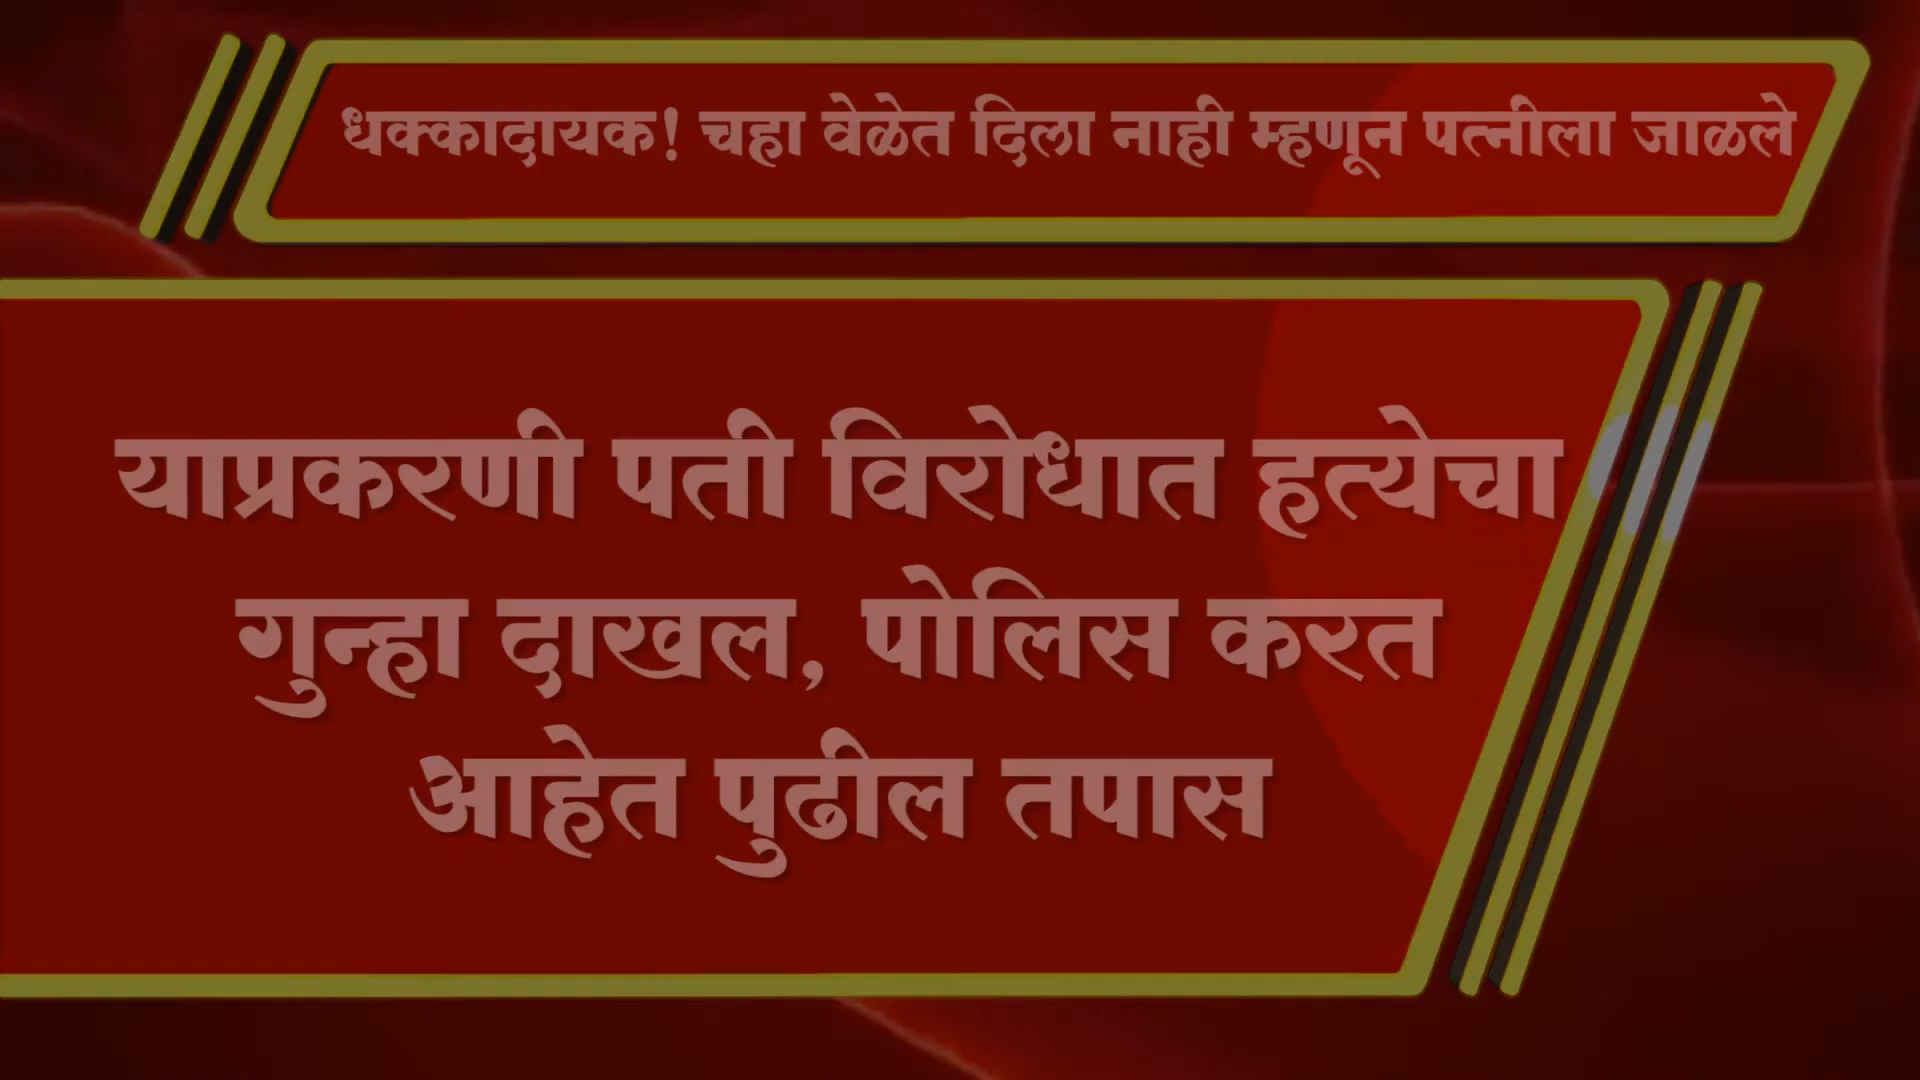 धक्कादायक! चहा वेळेत दिला नाही म्हणून पत्नीला जाळले
याप्रकरणी पती विरोधात हत्येचा
गुन्हा दाखल, पोलिस करत
आहेत पुढील तपास